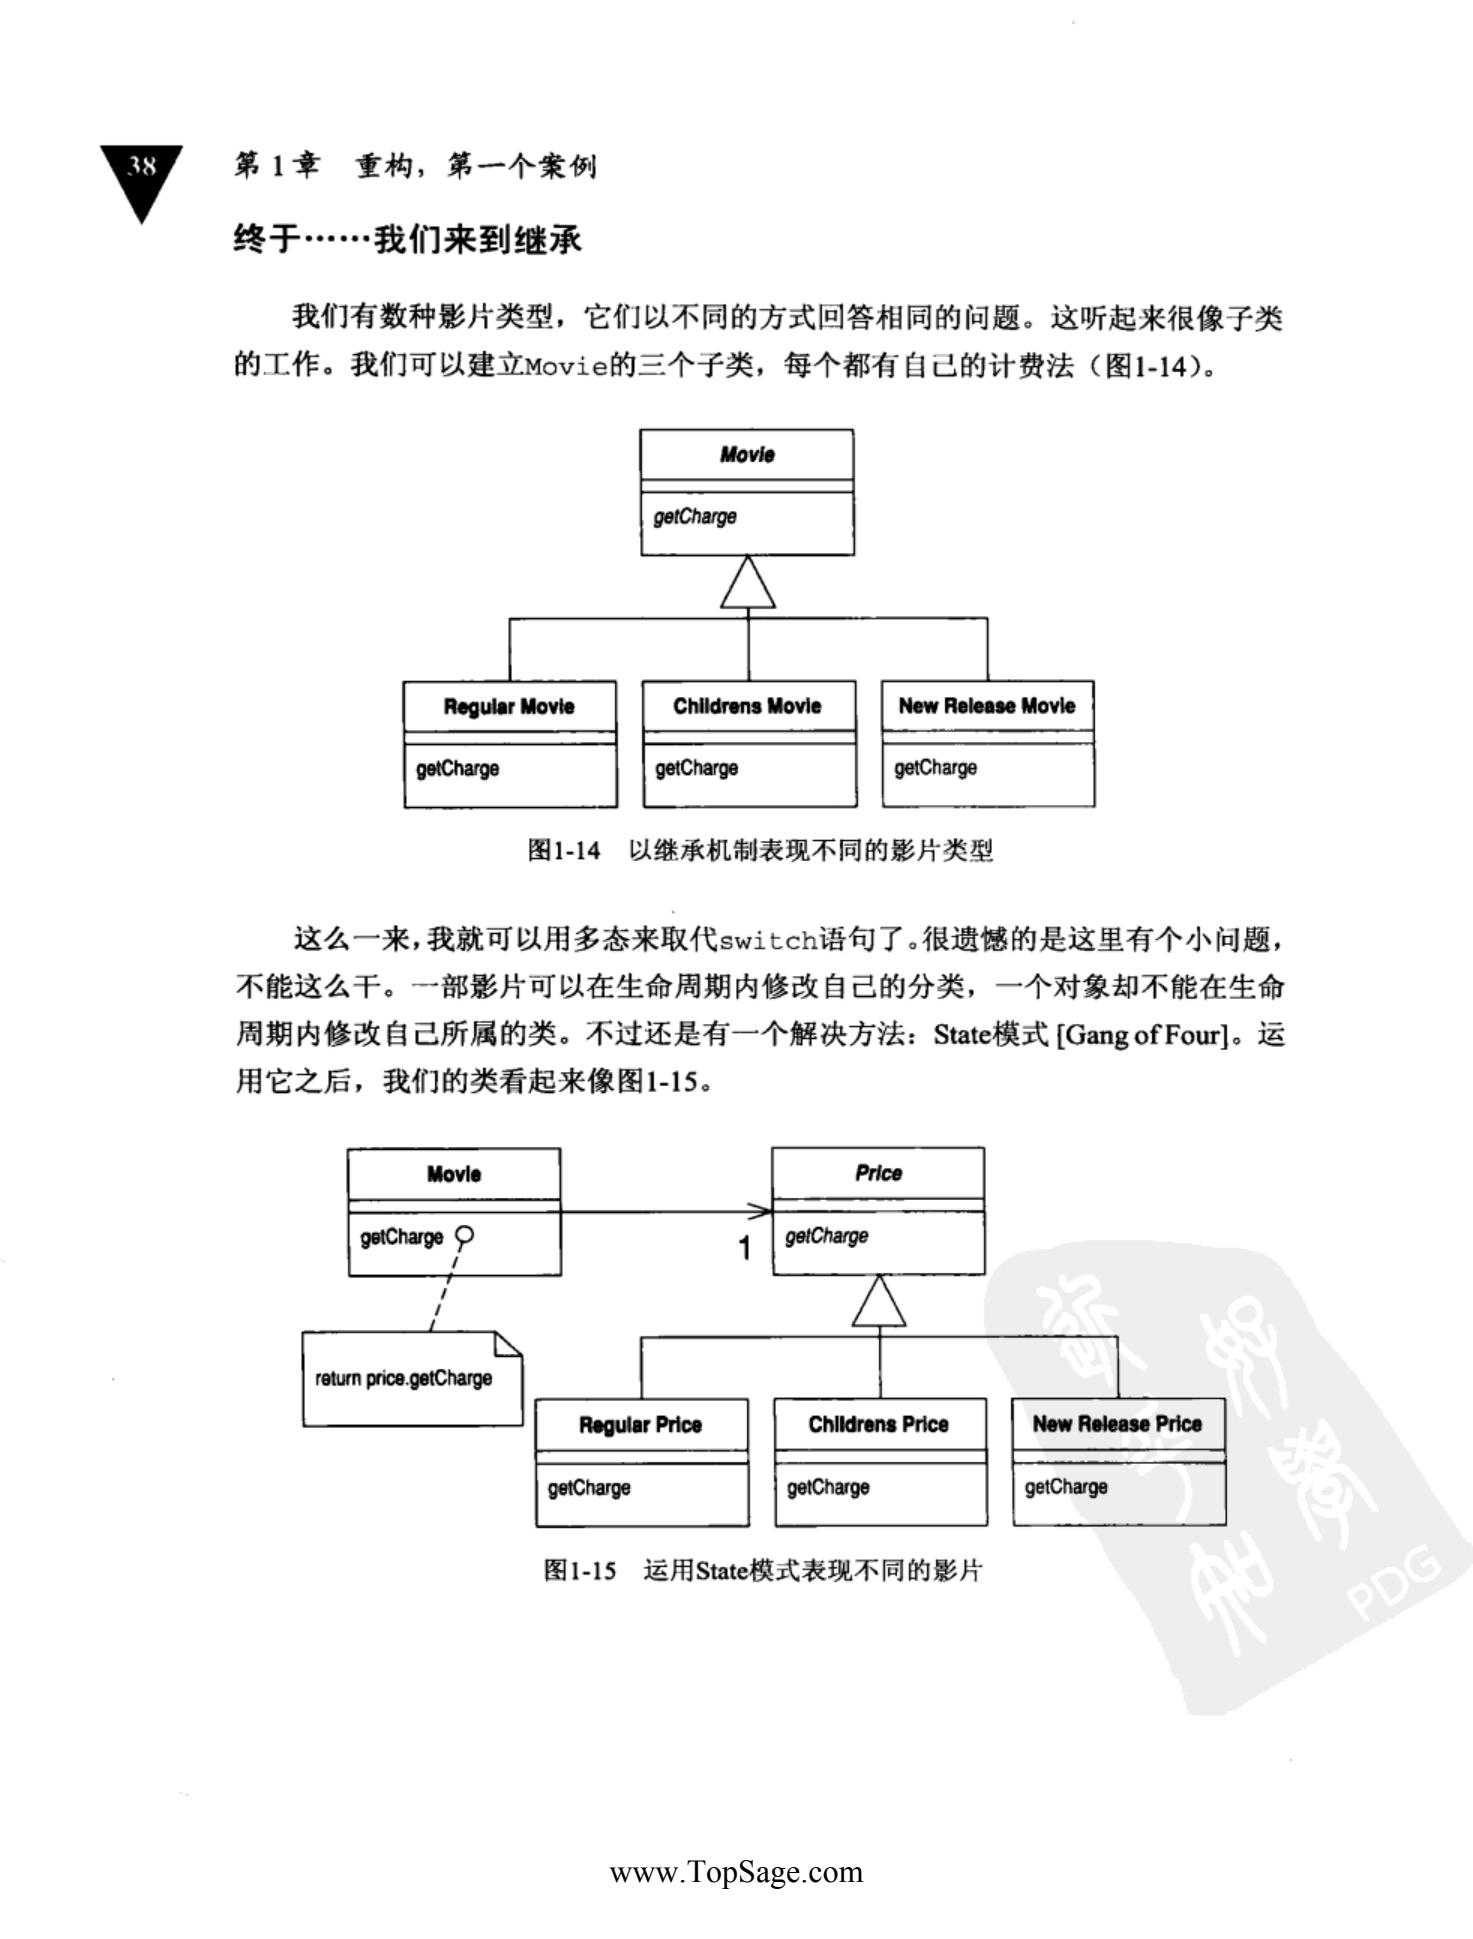 38
第1章 重构，第一个案例
终于……我们来到继承
我们有数种影片类型，它们以不同的方式回答相同的问题。这听起来很像子类
的工作。我们可以建立Movie的三个子类，每个都有自己的计费法（图1-14）。
Movie
getCharge
Regular Movie
Childrens Movie
New Release Movie
getCharge
getCharge
getCharge
图1-14 以继承机制表现不同的影片类型
这么一来，我就可以用多态来取代switch语句了。很遗憾的是这里有个小问题，
不能这么干。一部影片可以在生命周期内修改自己的分类，一个对象却不能在生命
周期内修改自己所属的类。不过还是有一个解决方法：State模式 [Gang of Four]。运
用它之后，我们的类看起来像图1-15。
Movie
Price
getCharge
1
getCharge
return price.getCharge
Regular Price
Childrens Price
New Release Price
getCharge
getCharge
getCharge
图1-15 运用State模式表现不同的影片
PDG
www.TopSage.com